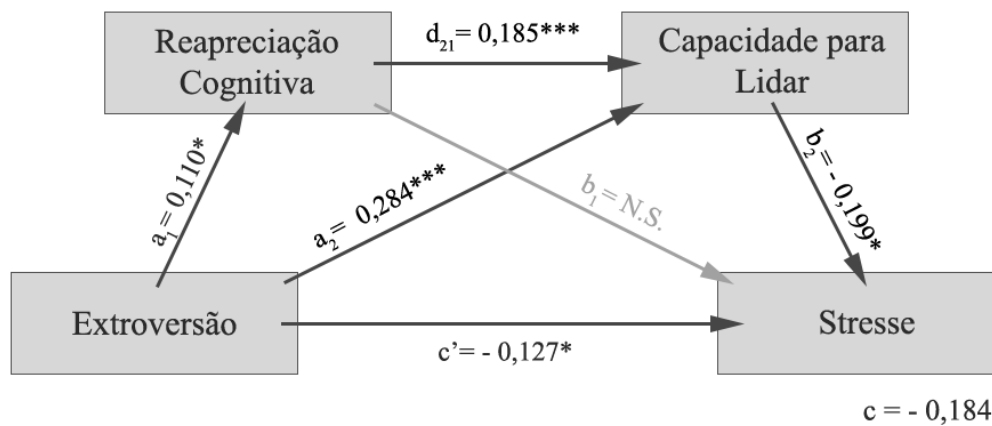 Reapreciação
Cognitiva
d21= 0,185***
Capacidade para
Lidar
a1= 0,110*
a2= 0,284***
b1= N.S.
b2= - 0,199*
Extroversão
c’= - 0,127*
Stresse
c = - 0,184